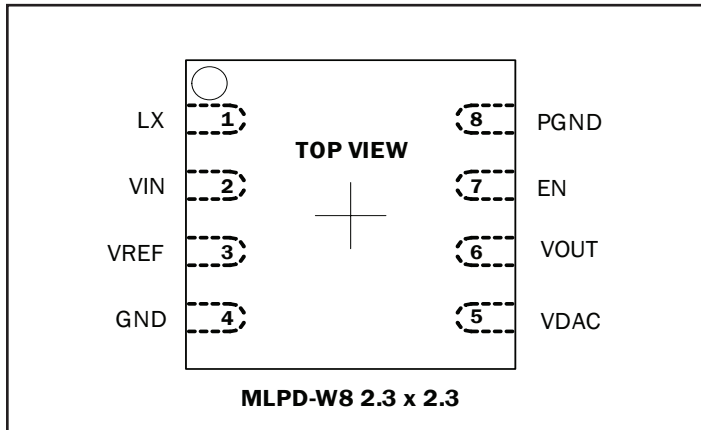 LX 1 8 PGND
TOP VIEW
VIN 2 7 EN
VREF 3 6 VOUT
GND 4 5 VDAC
MLPD-W8 2.3 x 2.3